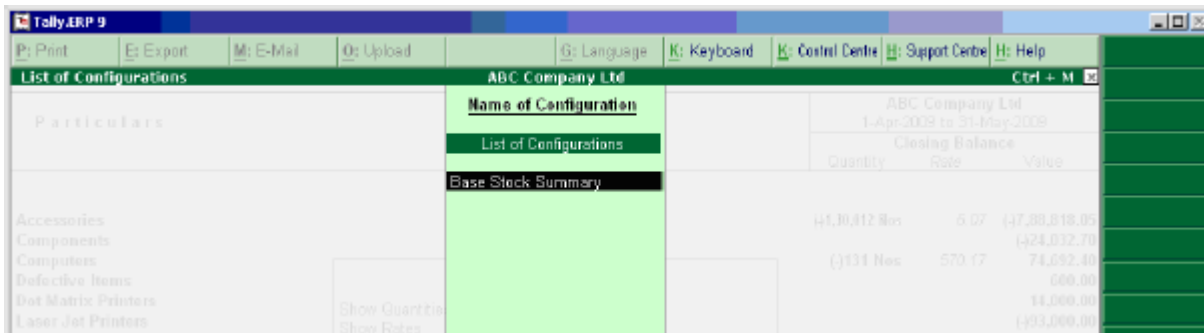 Tally.ERP 9
P: Print E: Export M: E-Mail O: Upload G: Language K: Keyboard K: Control Centre H: Support Centre H: Help
List of Configurations ABC Company Ltd Ctrl + M
Name of Configuration
List of Configurations
Base Stock Summary
Particulars
ABC Company Ltd
1-Apr-2009 to 31-May-2009
Closing Balance
Quantity Rate Value
Accessories (-)1,10,012 Nos 6.07 (-)7,88,818.05
Components (-)24,032.70
Computers (-)131 Nos 570.17 74,692.40
Defective Items 600.00
Dot Matrix Printers 14,000.00
Laser Jet Printers (-)93,000.00
Show Quantitie
Show Rates